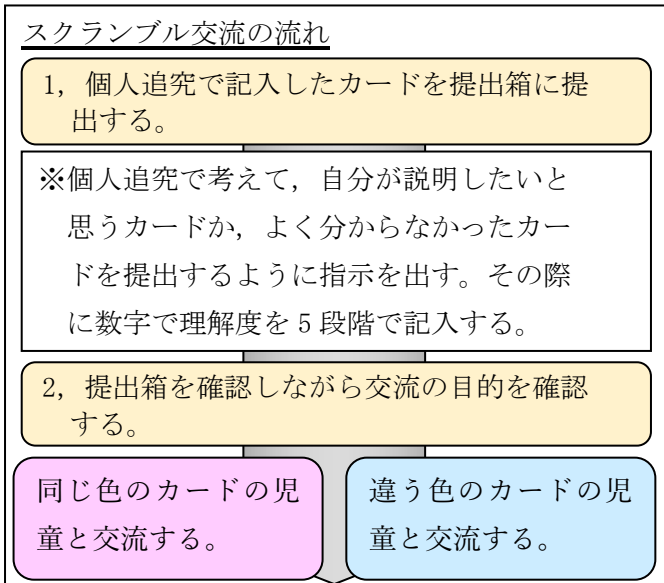 スクランブル交流の流れ
1，個人追究で記入したカードを提出箱に提
出する。
※個人追究で考えて，自分が説明したいと
思うカードか，よく分からなかったカー
ドを提出するように指示を出す。その際
に数字で理解度を5段階で記入する。
2，提出箱を確認しながら交流の目的を確認
する。
同じ色のカードの児
童と交流する。
違う色のカードの児
童と交流する。